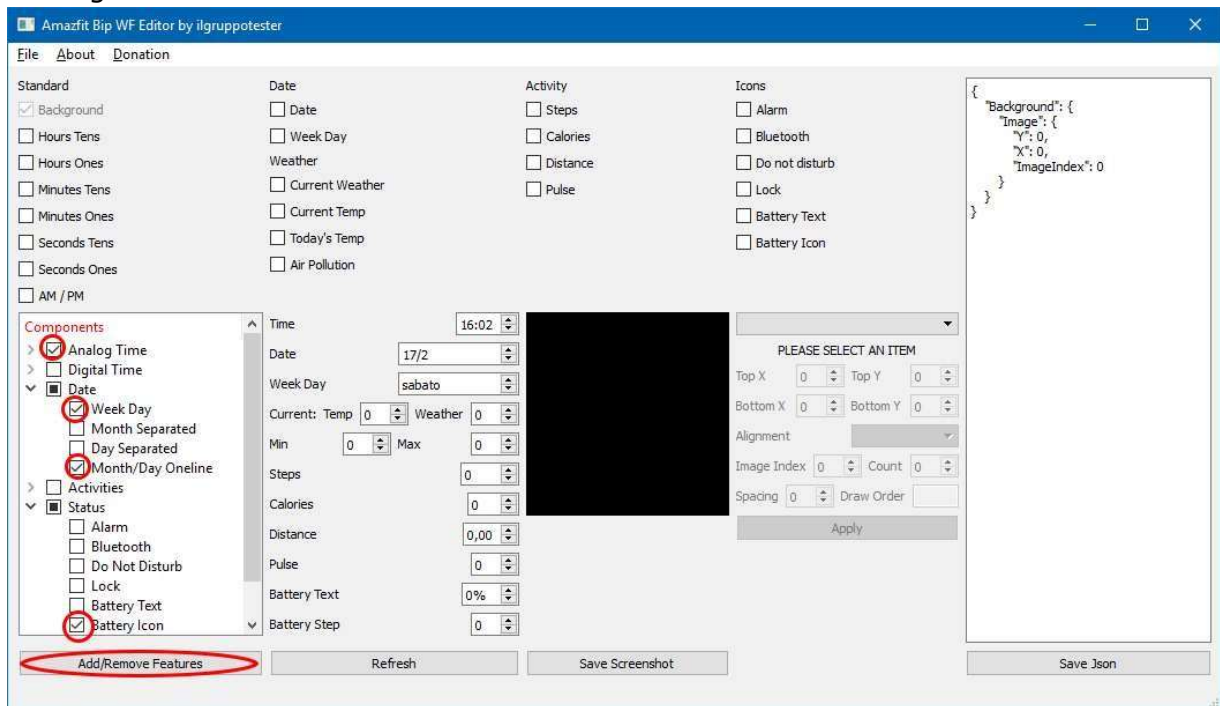 Amazfit Bip WF Editor by ilgruppotester
File About Donation
Standard
Background
Hours Tens
Hours Ones
Minutes Tens
Minutes Ones
Seconds Tens
Seconds Ones
AM / PM
Date
Date
Week Day
Weather
Current Weather
Current Temp
Today's Temp
Air Pollution
Activity
Steps
Calories
Distance
Pulse
Icons
Alarm
Bluetooth
Do not disturb
Lock
Battery Text
Battery Icon
{
"Background": {
"Image": {
"Y": 0,
"X": 0,
"ImageIndex": 0
}
}
}
Components
Analog Time
Digital Time
Date
Week Day
Month Separated
Day Separated
Month/Day Oneline
Activities
Status
Alarm
Bluetooth
Do Not Disturb
Lock
Battery Text
Battery Icon
Time 16:02
Date 17/2
Week Day sabato
Current: Temp 0 Weather 0
Min 0 Max 0
Steps 0
Calories 0
Distance 0,00
Pulse 0
Battery Text 0%
Battery Step 0
PLEASE SELECT AN ITEM
Top X 0 Top Y 0
Bottom X 0 Bottom Y 0
Alignment
Image Index 0 Count 0
Spacing 0 Draw Order
Apply
Add/Remove Features
Refresh
Save Screenshot
Save Json